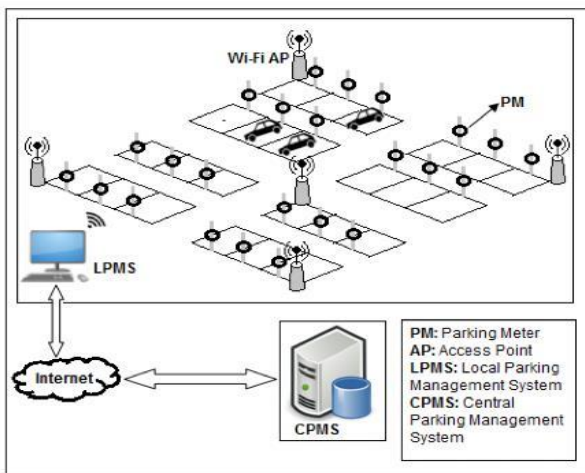 Wi-Fi AP
PM
LPMS
Internet
CPMS
PM: Parking Meter
AP: Access Point
LPMS: Local Parking
Management System
CPMS: Central
Parking Management
System